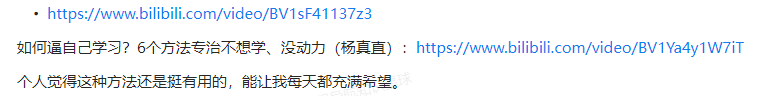 • https://www.bilibili.com/video/BV1sF41137z3
如何逼自己学习？6个方法专治不想学、没动力（杨真直）：https://www.bilibili.com/video/BV1Ya4y1W7iT
个人觉得这种方法还是挺有用的，能让我每天都充满希望。